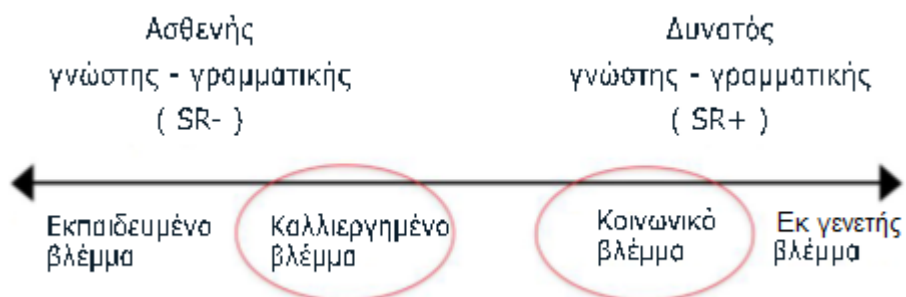 Ασθενής
γνώστης - γραμματικής
( SR- }
Δυνατός
γνώστης - γραμματικής
( SR+ )
Εκπαιδευμένο
βλέμμα
Καλλιεργημένο
βλέμμα
Κοινωνικό
βλέμμα
Εκ γενετής
βλέμμα